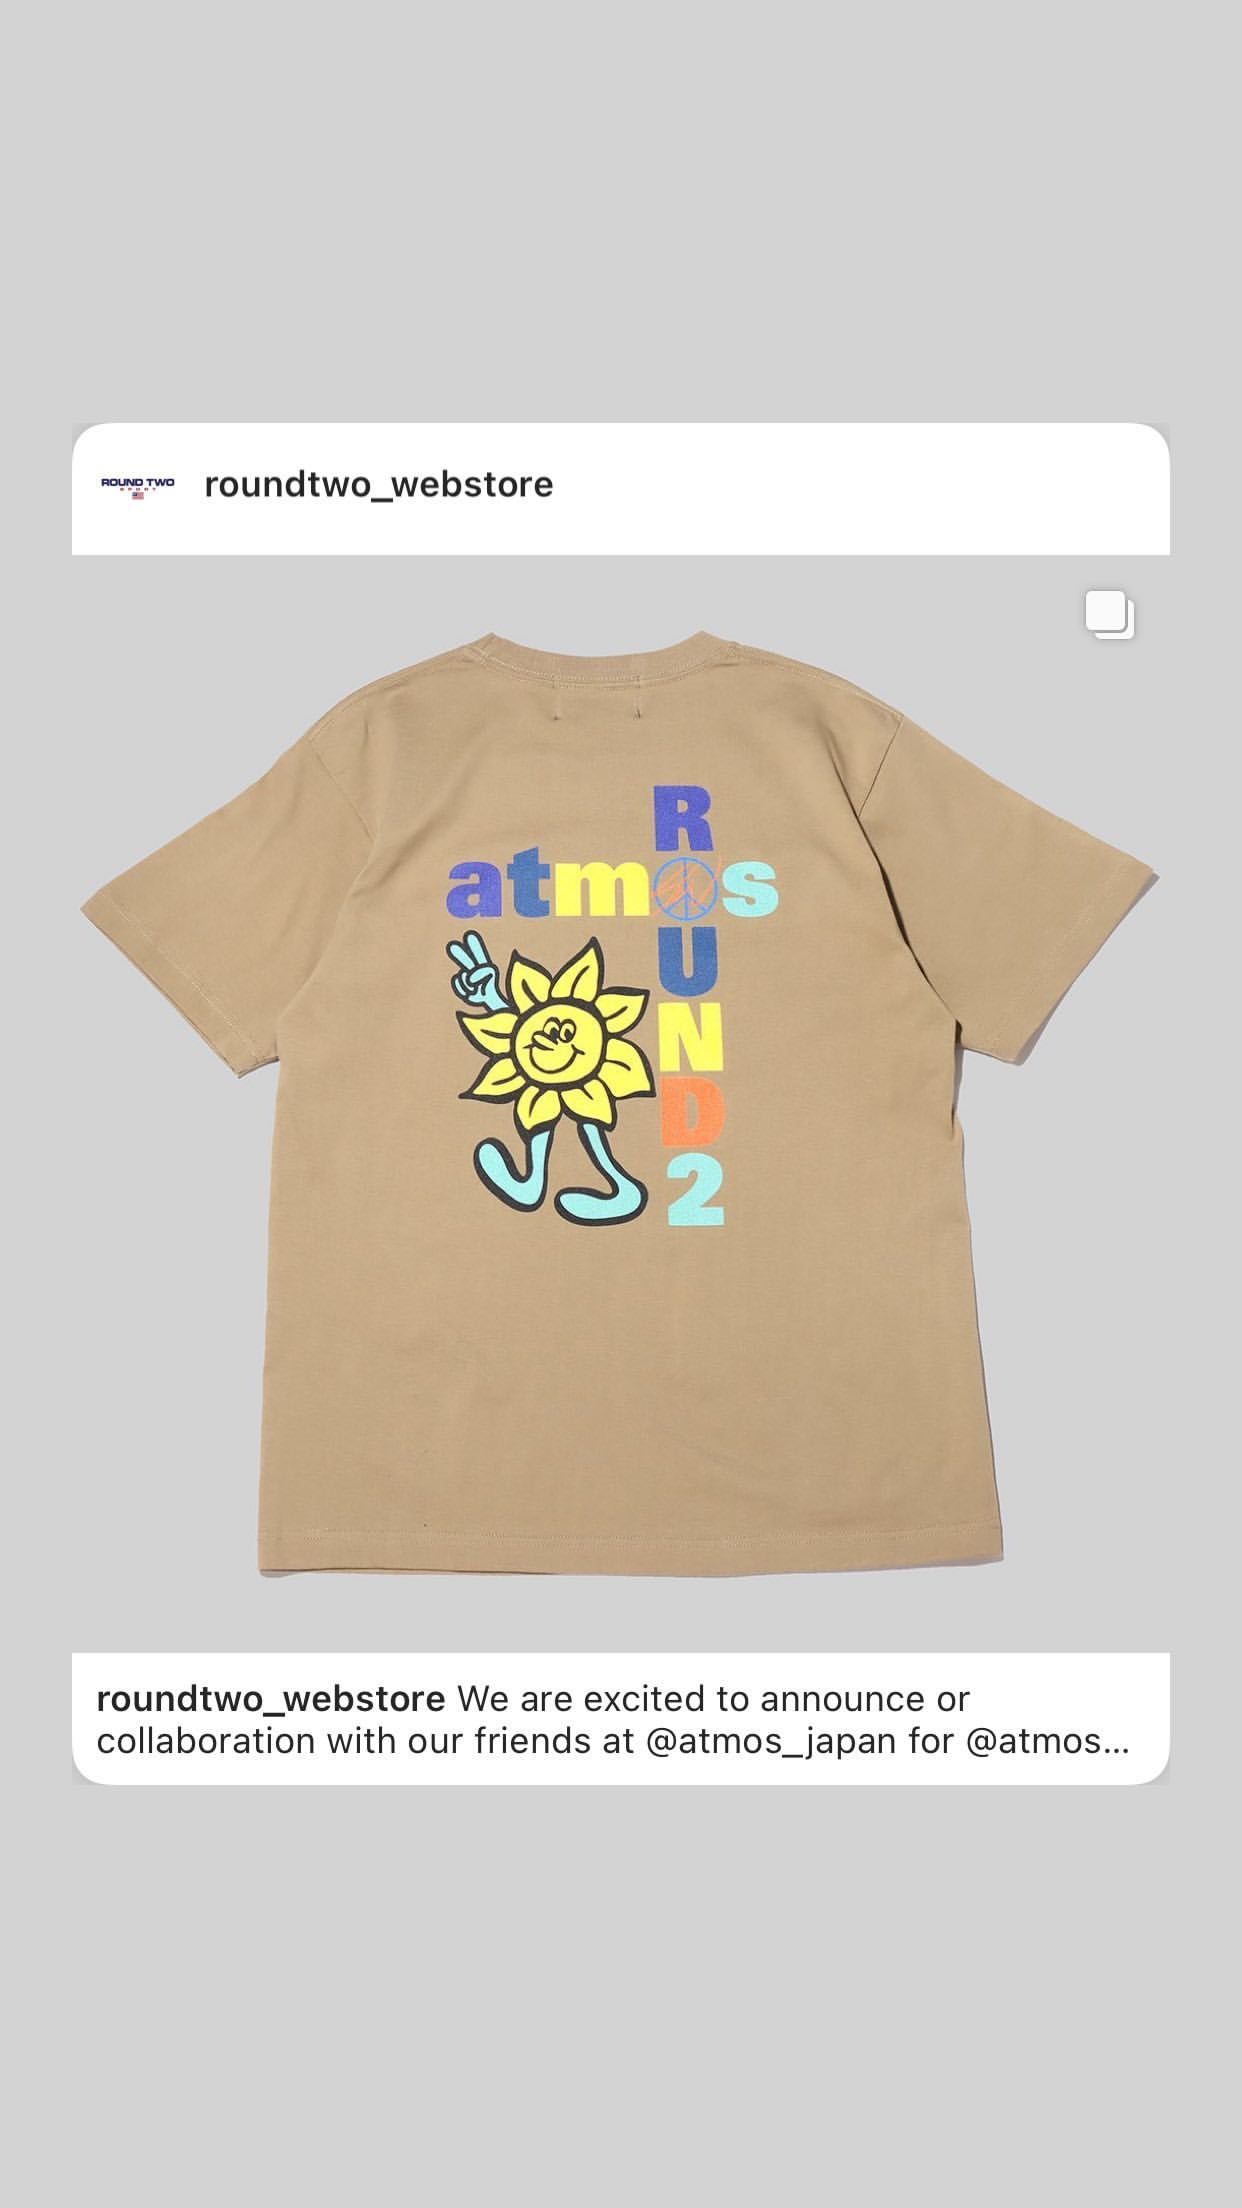 ROUND TWO
SPORT
roundtwo_webstore
atmos
ROUND2
roundtwo_webstore We are excited to announce or
collaboration with our friends at @atmos_japan for @atmos...